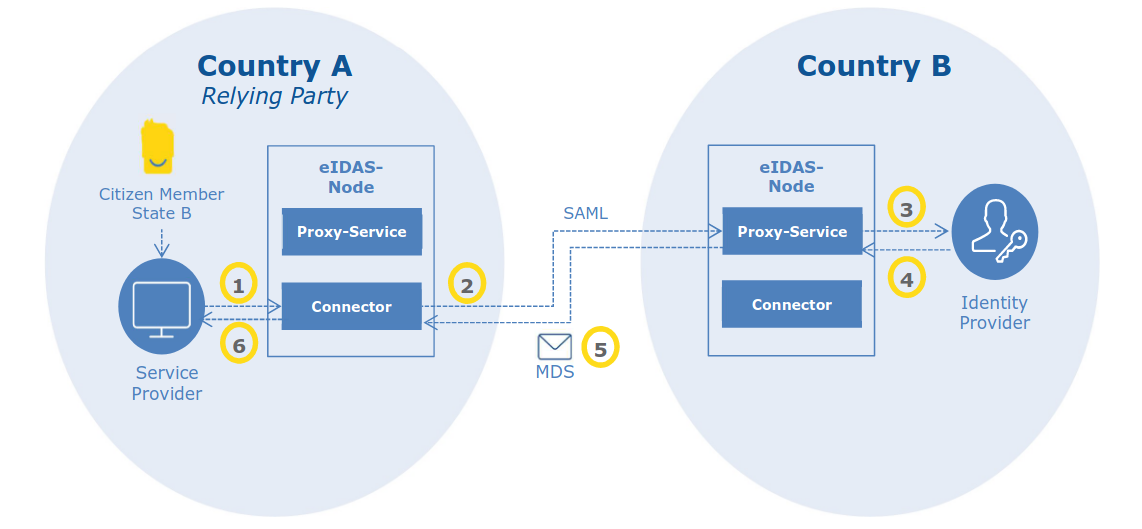 Country A
Relying Party
Country B
Citizen Member
State B
eIDAS-
Node
Proxy-Service
Connector
Service
Provider
1
6
2
SAML
MDS
5
eIDAS-
Node
Proxy-Service
Connector
3
4
Identity
Provider